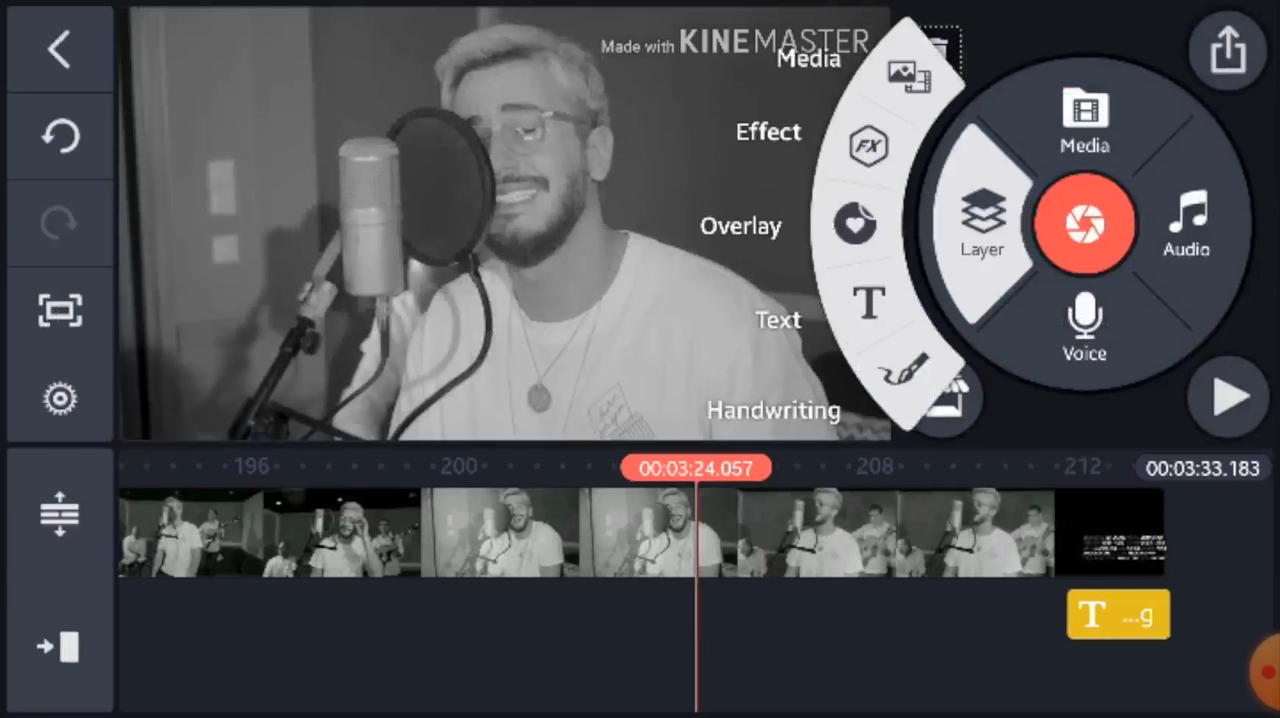 Made with KINEMASTER
Media
Effect
FX
Overlay
T
Text
Handwriting
Media
Layer
Audio
Voice
196
200
00:03:24.057
208
212
00:03:33.183
T ...g